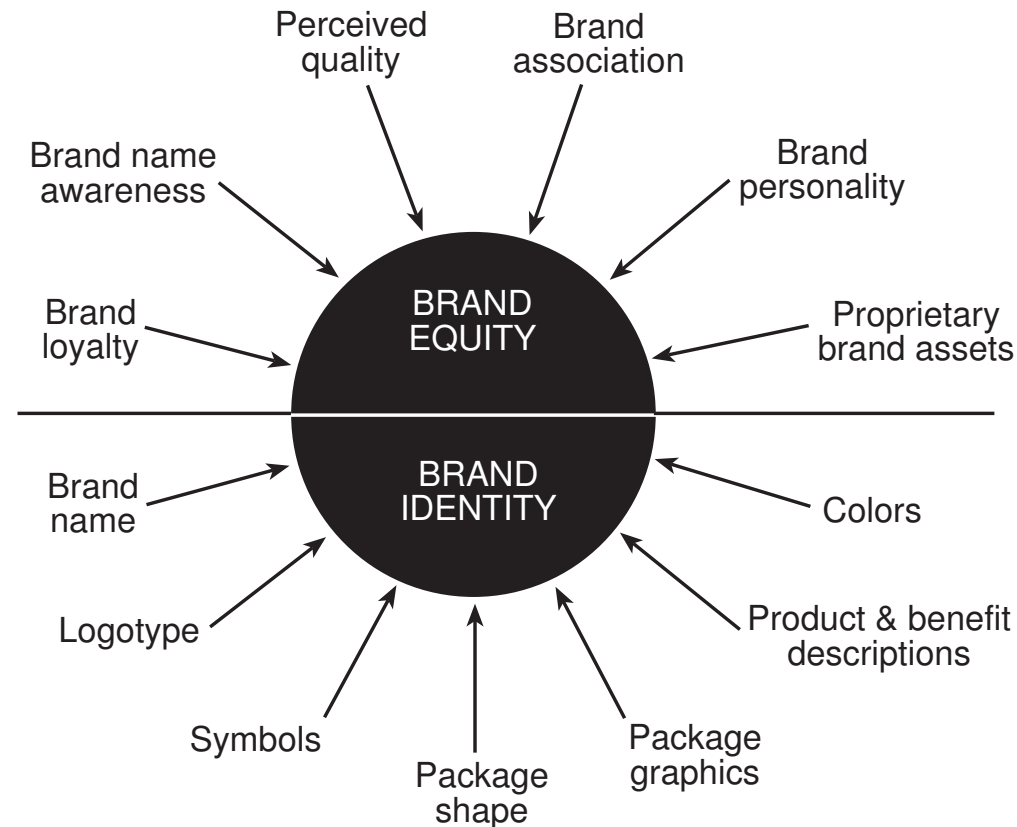 Perceived
quality
Brand
association
Brand name
awareness
Brand
personality
Brand
loyalty
BRAND
EQUITY
Proprietary
brand assets
Brand
name
BRAND
IDENTITY
Colors
Logotype
Product & benefit
descriptions
Symbols
Package
shape
Package
graphics